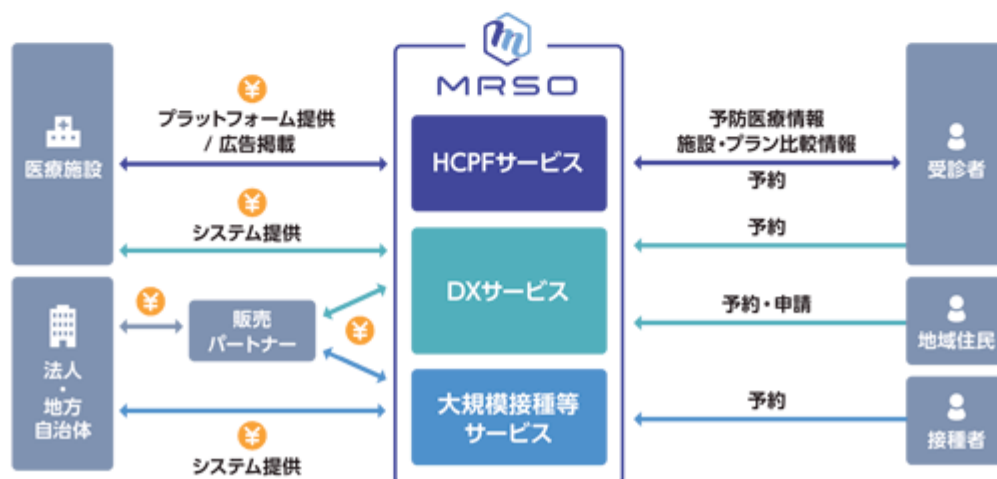 MRSO
医療施設
¥
プラットフォーム提供
/ 広告掲載
¥
システム提供
HCPFサービス
予防医療情報
施設・プラン比較情報
予約
受診者
予約
DXサービス
法人
・
地方
自治体
¥
販売
パートナー
¥
予約・申請
地域住民
大規模接種等
サービス
¥
システム提供
予約
接種者